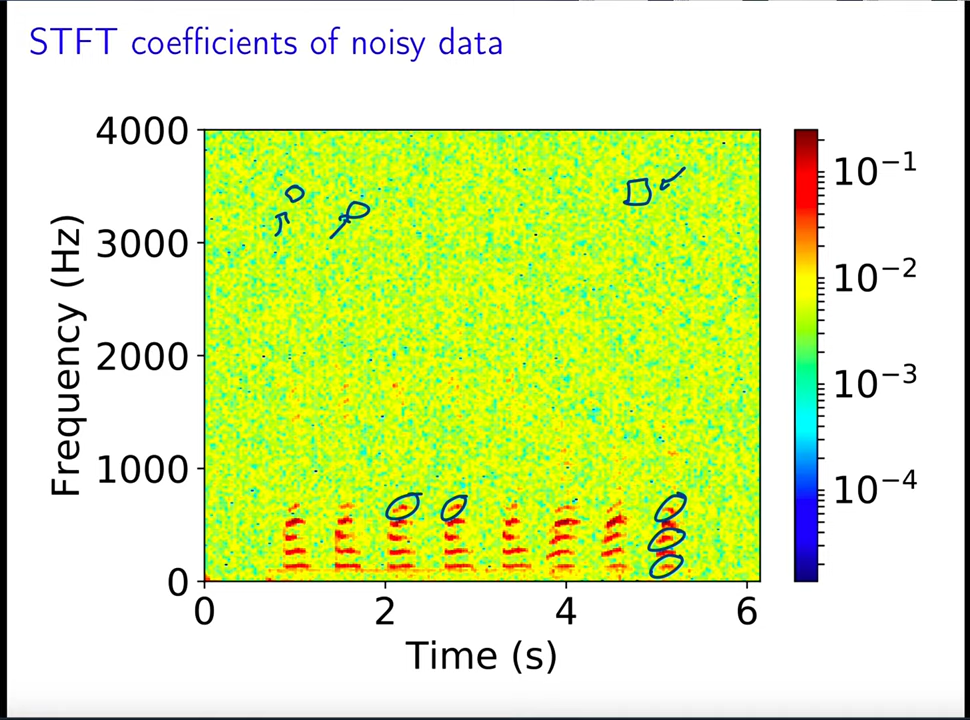 STFT coefficients of noisy data
4000
3000
2000
1000
0
Frequency (Hz)
0 2 4 6
Time (s)
10⁻¹
10⁻²
10⁻³
10⁻⁴